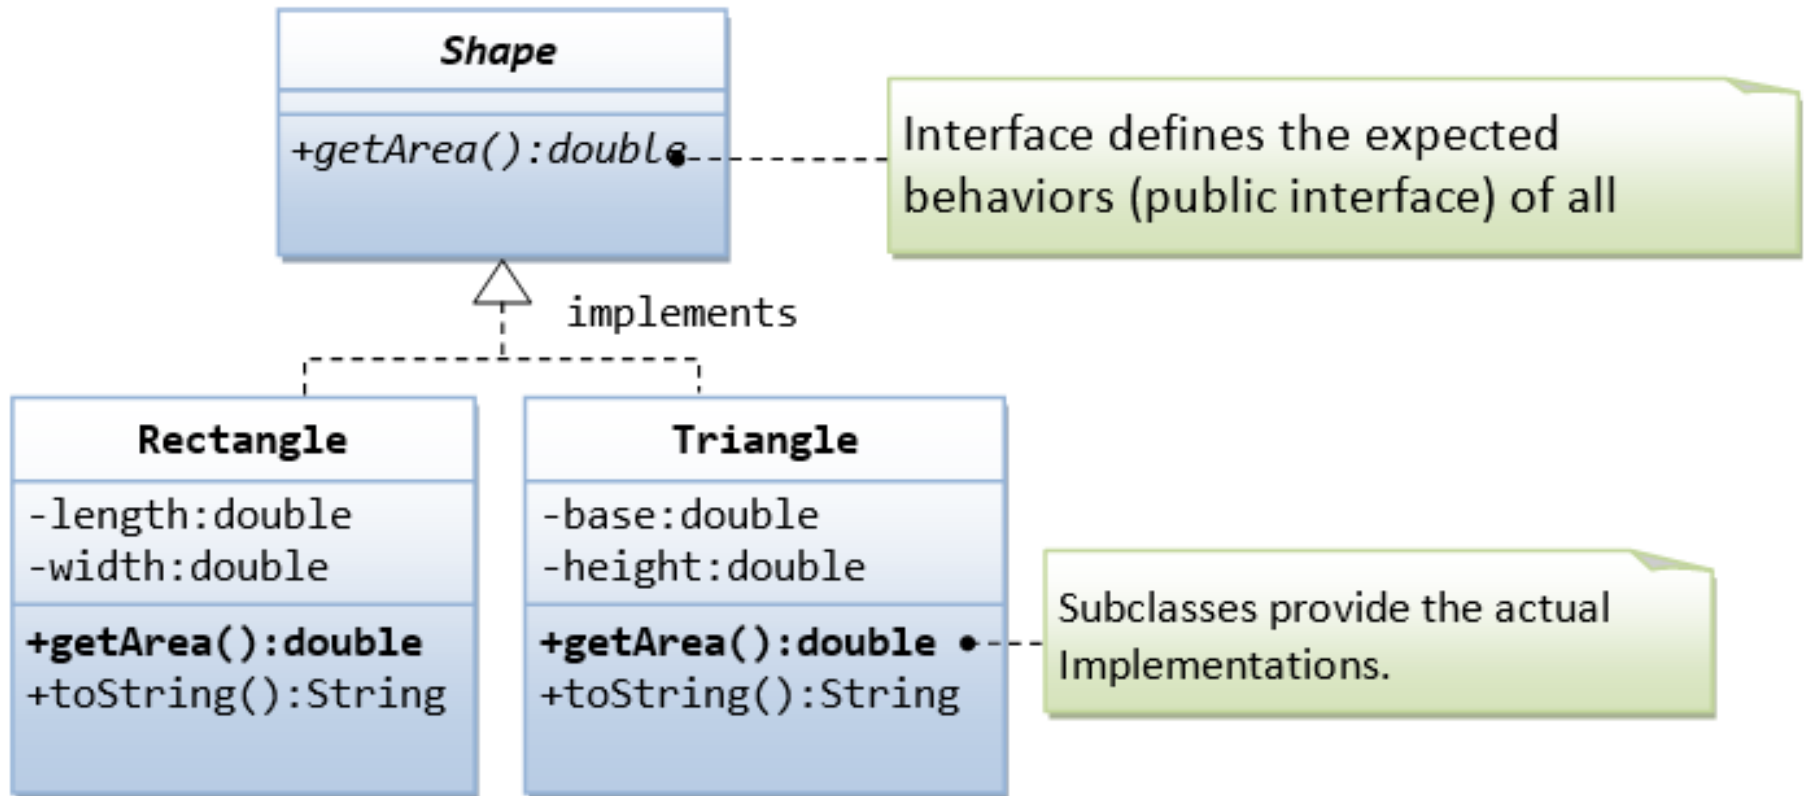 Shape
+getArea():double
Interface defines the expected
behaviors (public interface) of all
implements
Rectangle
-length:double
-width:double
+getArea():double
+toString():String
Triangle
-base:double
-height:double
+getArea():double
+toString():String
Subclasses provide the actual
Implementations.